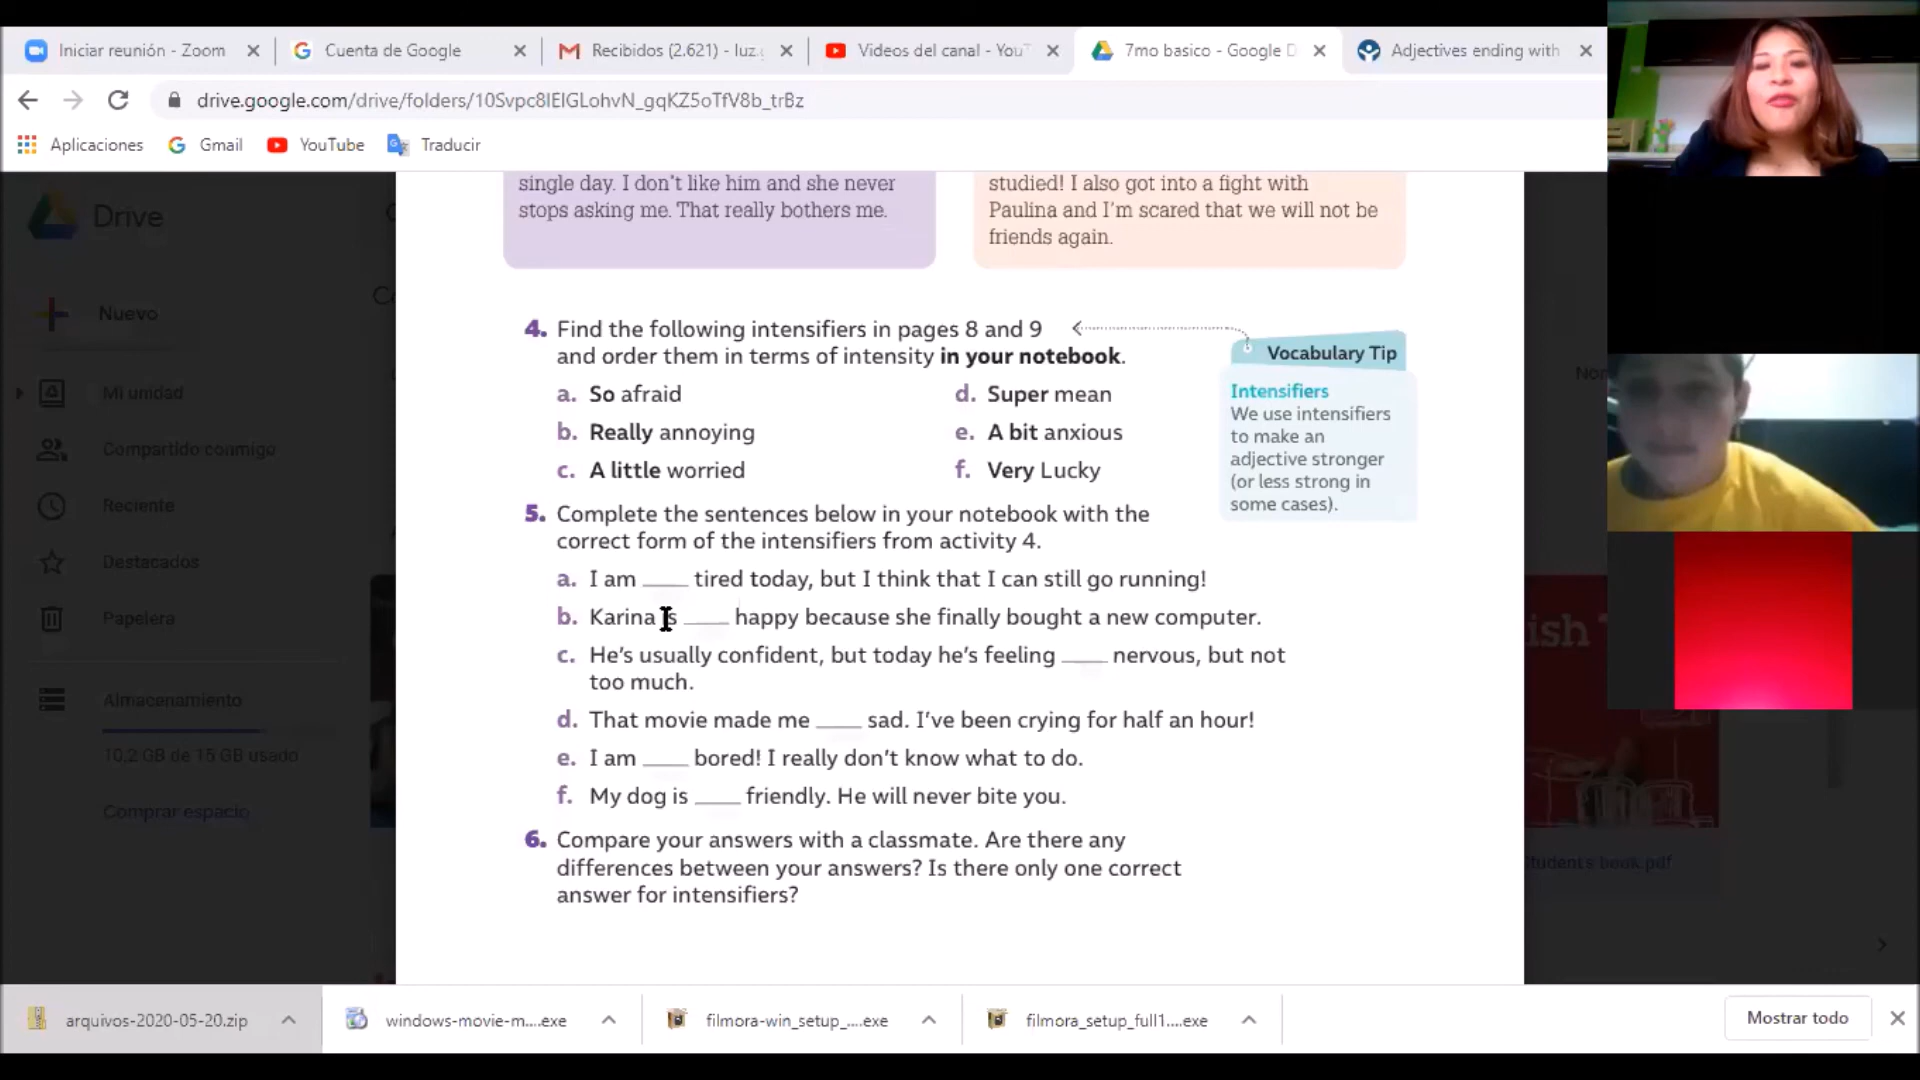 Iniciar reunión - Zoom
Cuenta de Google
Recibidos (2.621) - luz.
Videos del canal - YouT
7mo basico - Google D
Adjectives ending with
drive.google.com/drive/folders/10Svpc8IEIGLohvN_gqKZ5oTfV8b_trBz
Aplicaciones
Gmail
YouTube
Traducir
Drive
Nuevo
Mi unidad
Compartido conmigo
Reciente
Destacados
Papelera
Almacenamiento
10,2 GB de 15 GB usado
Comprar espacio
single day. I don't like him and she never
stops asking me. That really bothers me.
studied! I also got into a fight with
Paulina and I'm scared that we will not be
friends again.
4. Find the following intensifiers in pages 8 and 9
and order them in terms of intensity in your notebook.
a. So afraid
b. Really annoying
c. A little worried
d. Super mean
e. A bit anxious
f. Very Lucky
Vocabulary Tip
Intensifiers
We use intensifiers
to make an
adjective stronger
(or less strong in
some cases).
5. Complete the sentences below in your notebook with the
correct form of the intensifiers from activity 4.
a. I am ____ tired today, but I think that I can still go running!
b. Karina is ____ happy because she finally bought a new computer.
c. He's usually confident, but today he's feeling ____ nervous, but not
too much.
d. That movie made me ____ sad. I've been crying for half an hour!
e. I am ____ bored! I really don't know what to do.
f. My dog is ____ friendly. He will never bite you.
6. Compare your answers with a classmate. Are there any
differences between your answers? Is there only one correct
answer for intensifiers?
Student's book.pdf
arquivos-2020-05-20.zip
windows-movie-m....exe
filmora-win_setup_....exe
filmora_setup_full1....exe
Mostrar todo